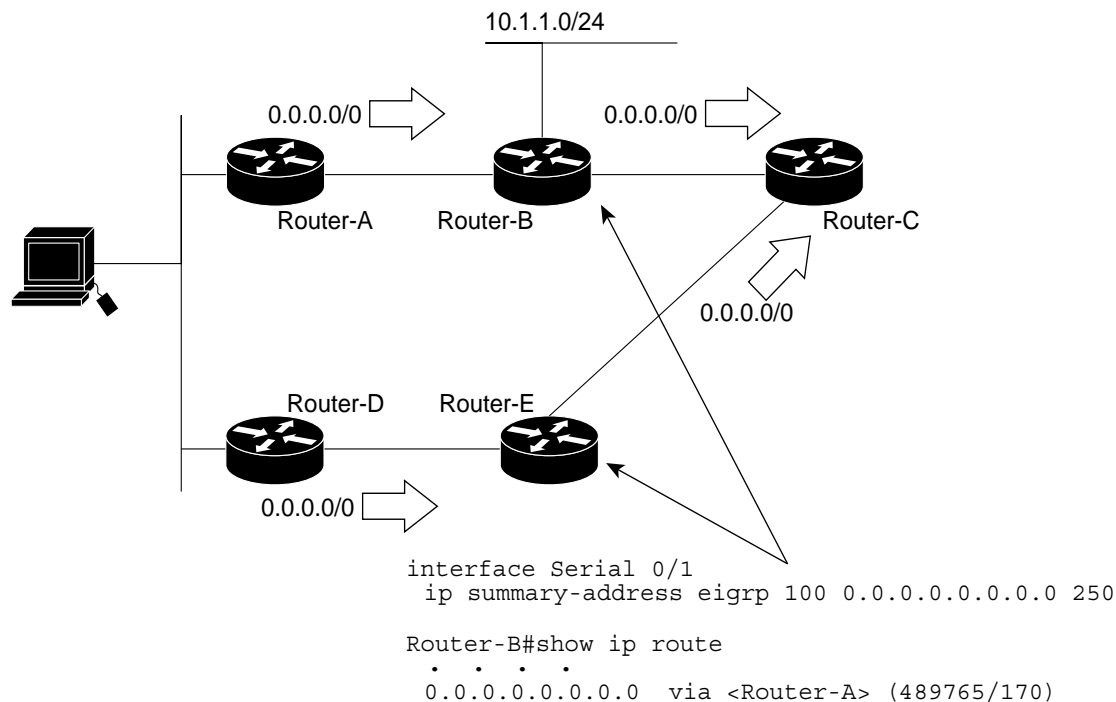 10.1.1.0/24
0.0.0.0/0
0.0.0.0/0
Router-A
Router-B
Router-C
0.0.0.0/0
Router-D
Router-E
0.0.0.0/0
interface Serial 0/1
ip summary-address eigrp 100 0.0.0.0.0.0.0.0 250
Router-B#show ip route
. . . .
0.0.0.0.0.0.0.0 via <Router-A> (489765/170)